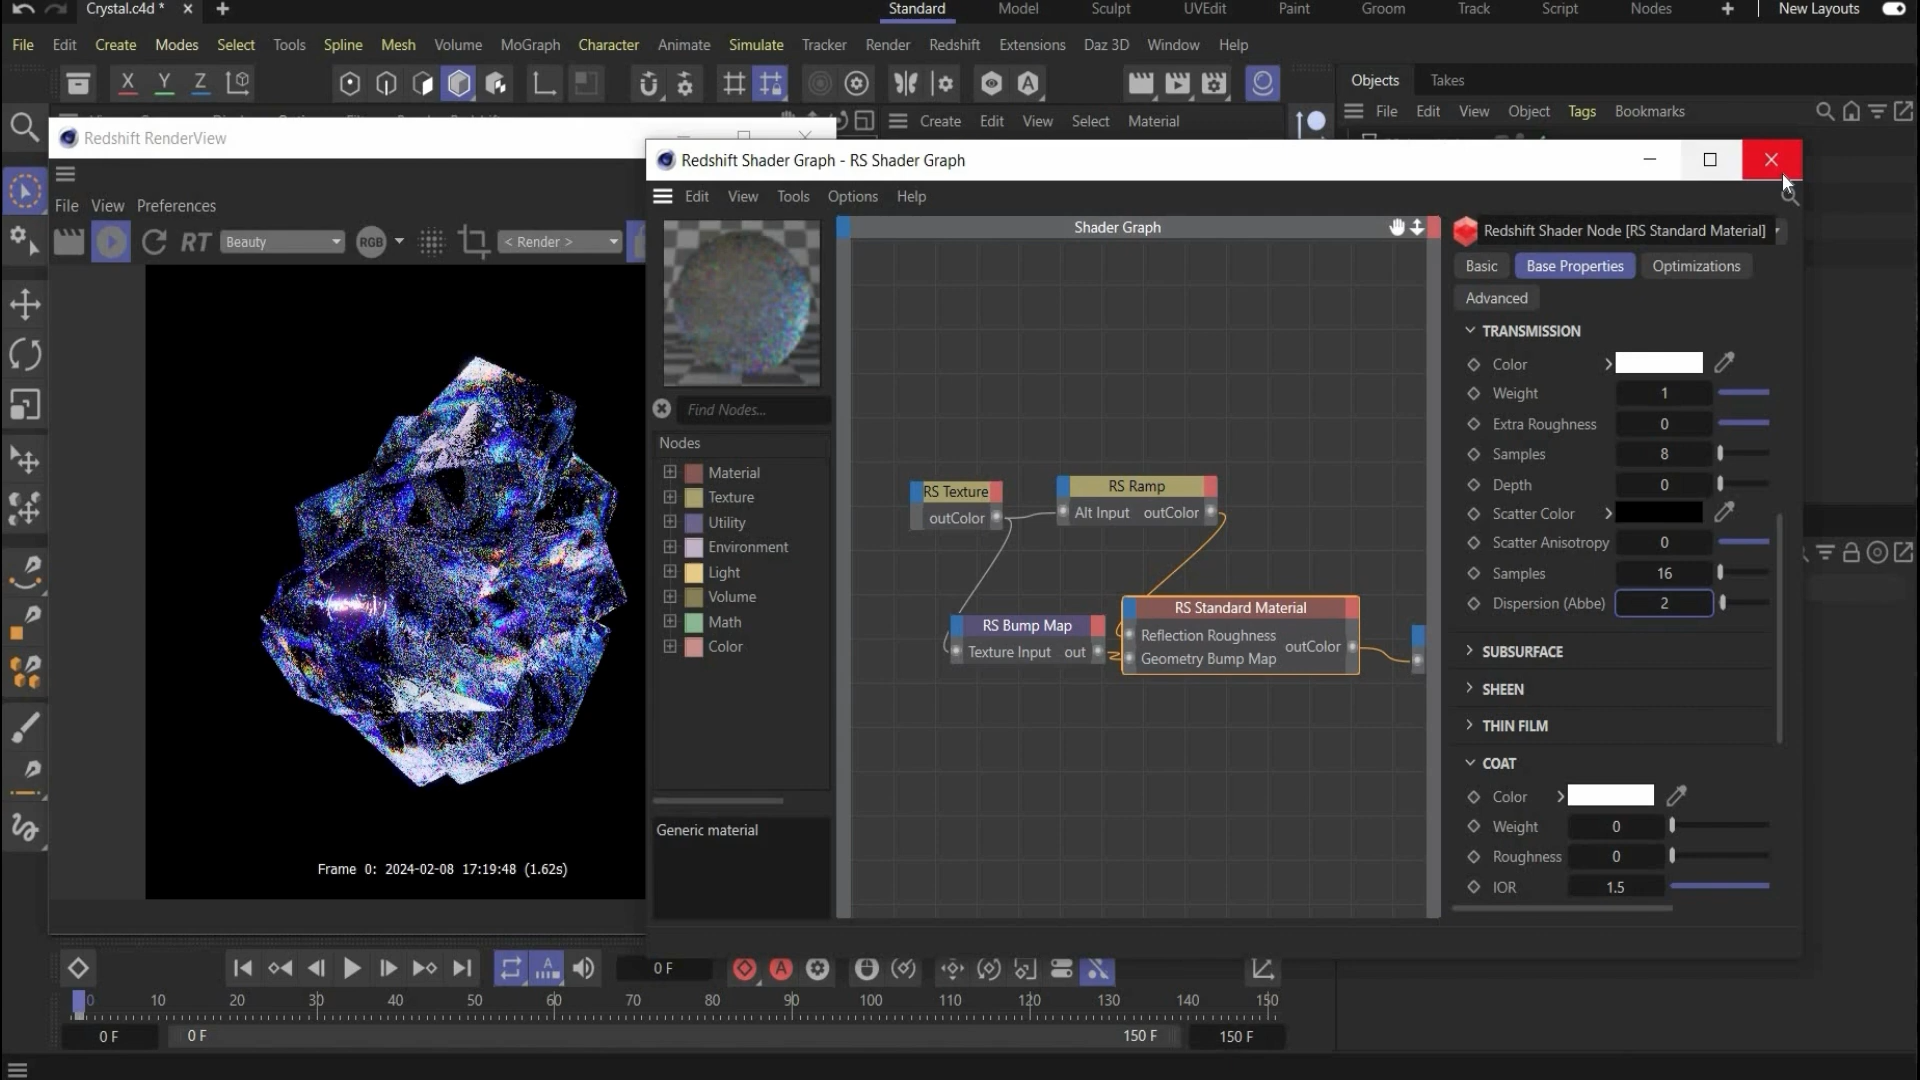 Crystal.c4d *
Standard Model Sculpt UVEdit Paint Groom Track Script Nodes New Layouts
File Edit Create Modes Select Tools Spline Mesh Volume MoGraph Character Animate Simulate Tracker Render Redshift Extensions Daz 3D Window Help
X Y Z
Objects Takes
File Edit View Object Tags Bookmarks
Create Edit View Select Material
Redshift RenderView
File View Preferences
RT Beauty RGB < Render >
Frame 0: 2024-02-08 17:19:48 (1.62s)
Redshift Shader Graph - RS Shader Graph
Edit View Tools Options Help
Find Nodes...
Nodes
Material
Texture
Utility
Environment
Light
Volume
Math
Color
Generic material
Shader Graph
RS Texture
outColor
RS Ramp
Alt Input outColor
RS Bump Map
Texture Input out
RS Standard Material
Reflection Roughness
outColor
Geometry Bump Map
Redshift Shader Node [RS Standard Material]
Basic Base Properties Optimizations
Advanced
TRANSMISSION
Color
Weight 1
Extra Roughness 0
Samples 8
Depth 0
Scatter Color
Scatter Anisotropy 0
Samples 16
Dispersion (Abbe) 2
SUBSURFACE
SHEEN
THIN FILM
COAT
Color
Weight 0
Roughness 0
IOR 1.5
0 F
0 10 20 30 40 50 60 70 80 90 100 110 120 130 140 150
0 F 0 F 150 F 150 F